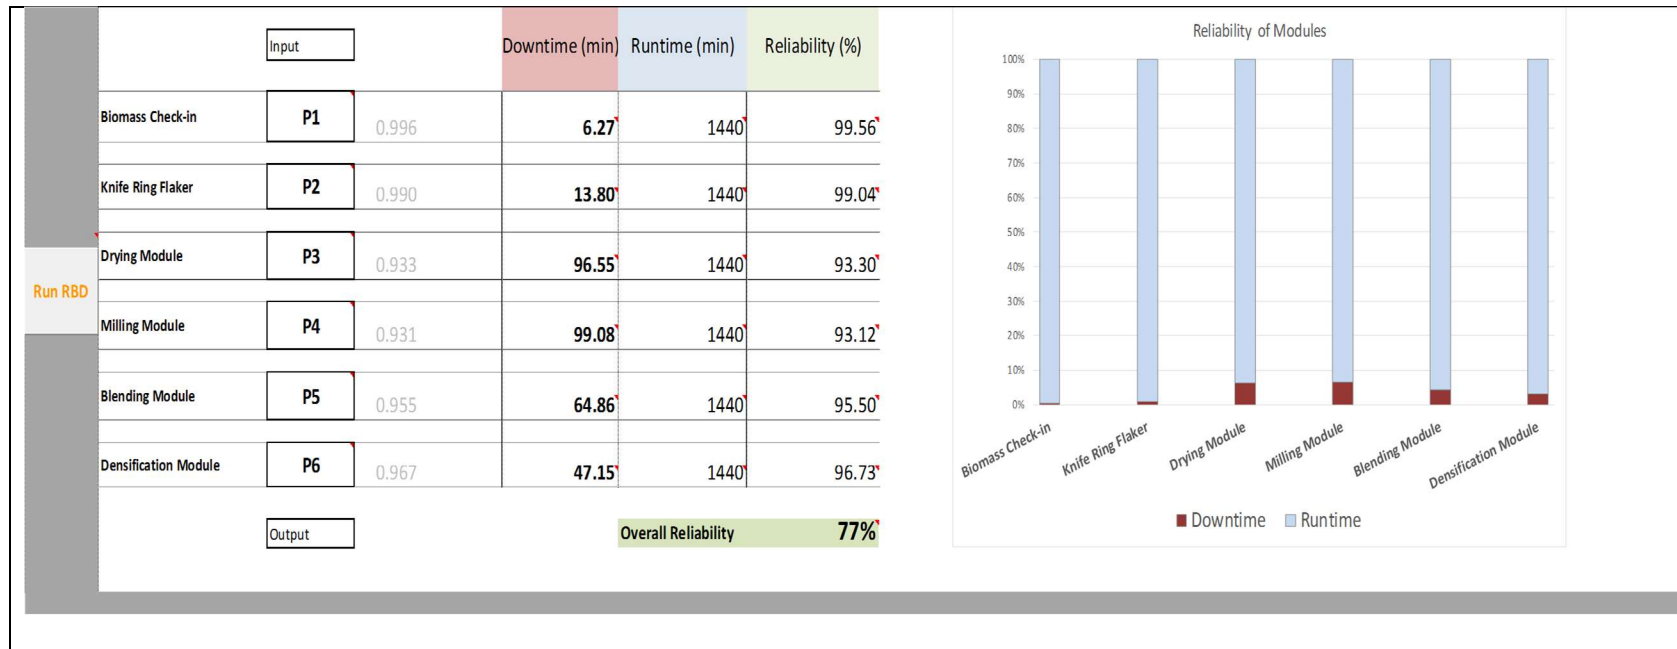 Input
Downtime (min) Runtime (min) Reliability (%)
Biomass Check-in P1 0.996 6.27 1440 99.56
Knife Ring Flaker P2 0.990 13.80 1440 99.04
Drying Module P3 0.933 96.55 1440 93.30
Run RBD
Milling Module P4 0.931 99.08 1440 93.12
Blending Module P5 0.955 64.86 1440 95.50
Densification Module P6 0.967 47.15 1440 96.73
Output
Overall Reliability 77%
Reliability of Modules
100%
90%
80%
70%
60%
50%
40%
30%
20%
10%
0%
Biomass Check-in
Knife Ring Flaker
Drying Module
Milling Module
Blending Module
Densification Module
Downtime Runtime